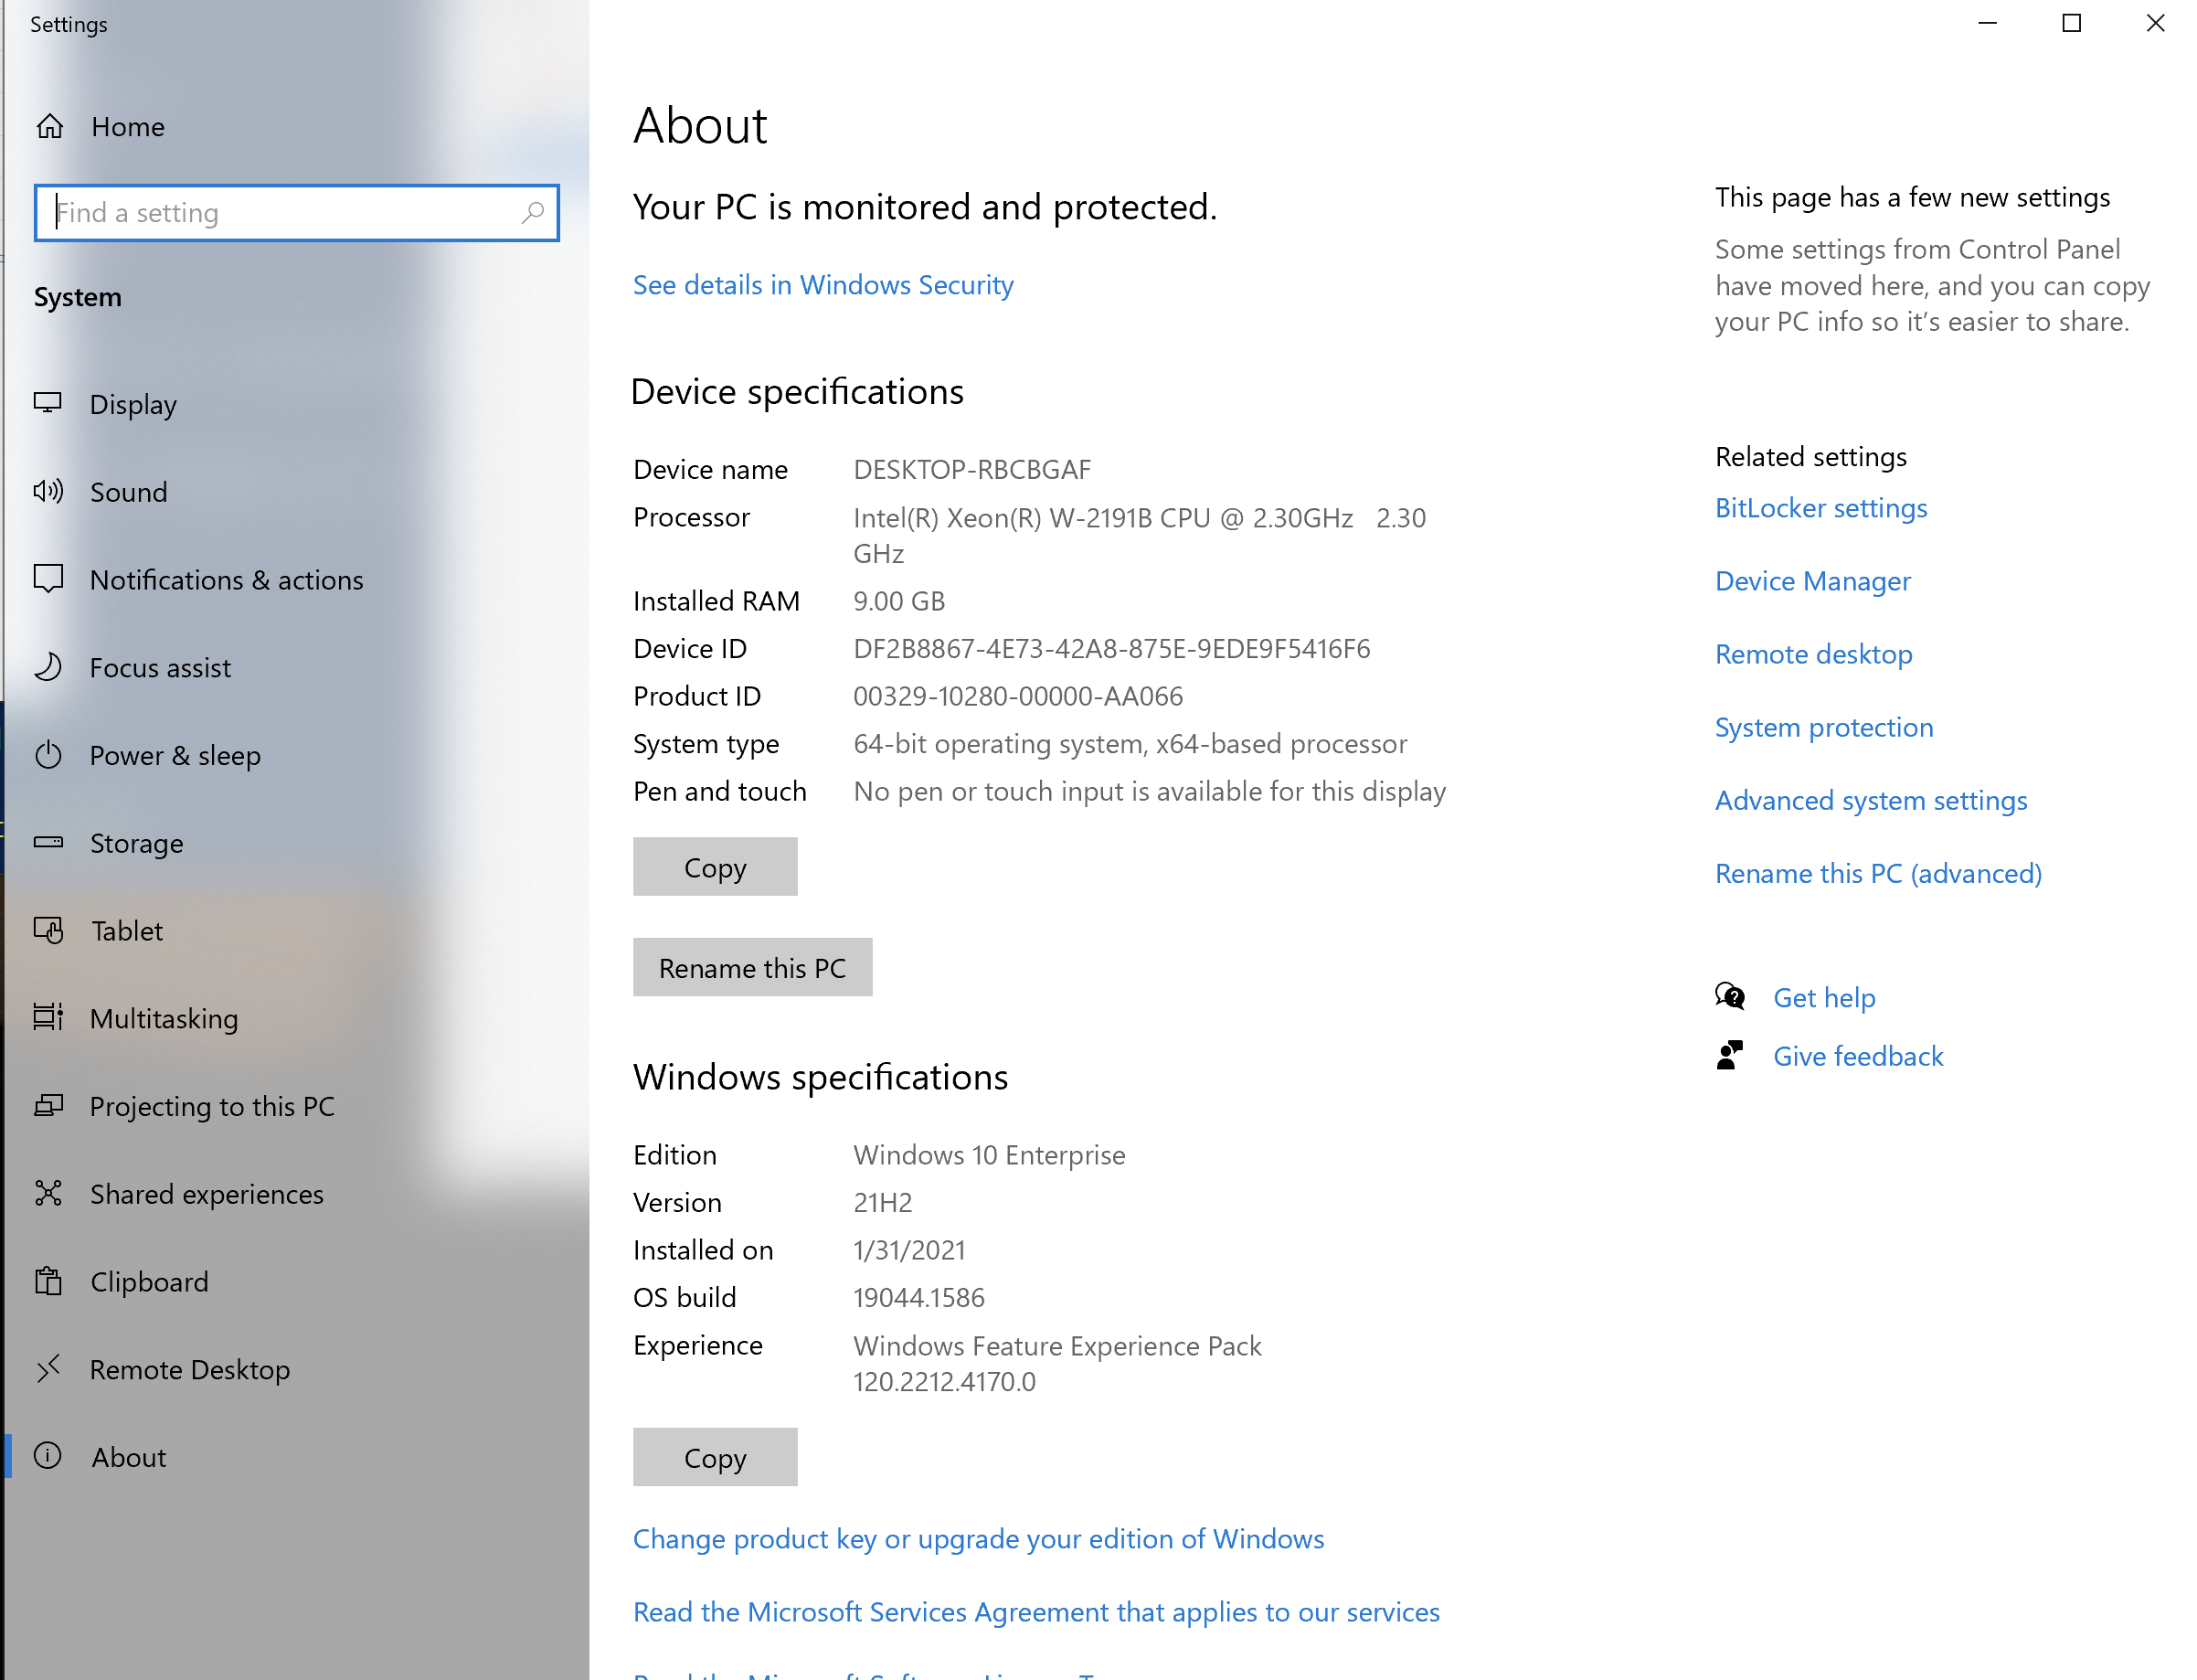 Settings
Home
Find a setting
System
Display
Sound
Notifications & actions
Focus assist
Power & sleep
Storage
Tablet
Multitasking
Projecting to this PC
Shared experiences
Clipboard
Remote Desktop
About
About
Your PC is monitored and protected.
See details in Windows Security
Device specifications
Device name DESKTOP-RBCBGAF
Processor Intel(R) Xeon(R) W-2191B CPU @ 2.30GHz 2.30
GHz
Installed RAM 9.00 GB
Device ID DF2B8867-4E73-42A8-875E-9EDE9F5416F6
Product ID 00329-10280-00000-AA066
System type 64-bit operating system, x64-based processor
Pen and touch No pen or touch input is available for this display
Copy
Rename this PC
Windows specifications
Edition Windows 10 Enterprise
Version 21H2
Installed on 1/31/2021
OS build 19044.1586
Experience Windows Feature Experience Pack
120.2212.4170.0
Copy
Change product key or upgrade your edition of Windows
Read the Microsoft Services Agreement that applies to our services
Read the Microsoft Software License
This page has a few new settings
Some settings from Control Panel
have moved here, and you can copy
your PC info so it's easier to share.
Related settings
BitLocker settings
Device Manager
Remote desktop
System protection
Advanced system settings
Rename this PC (advanced)
Get help
Give feedback